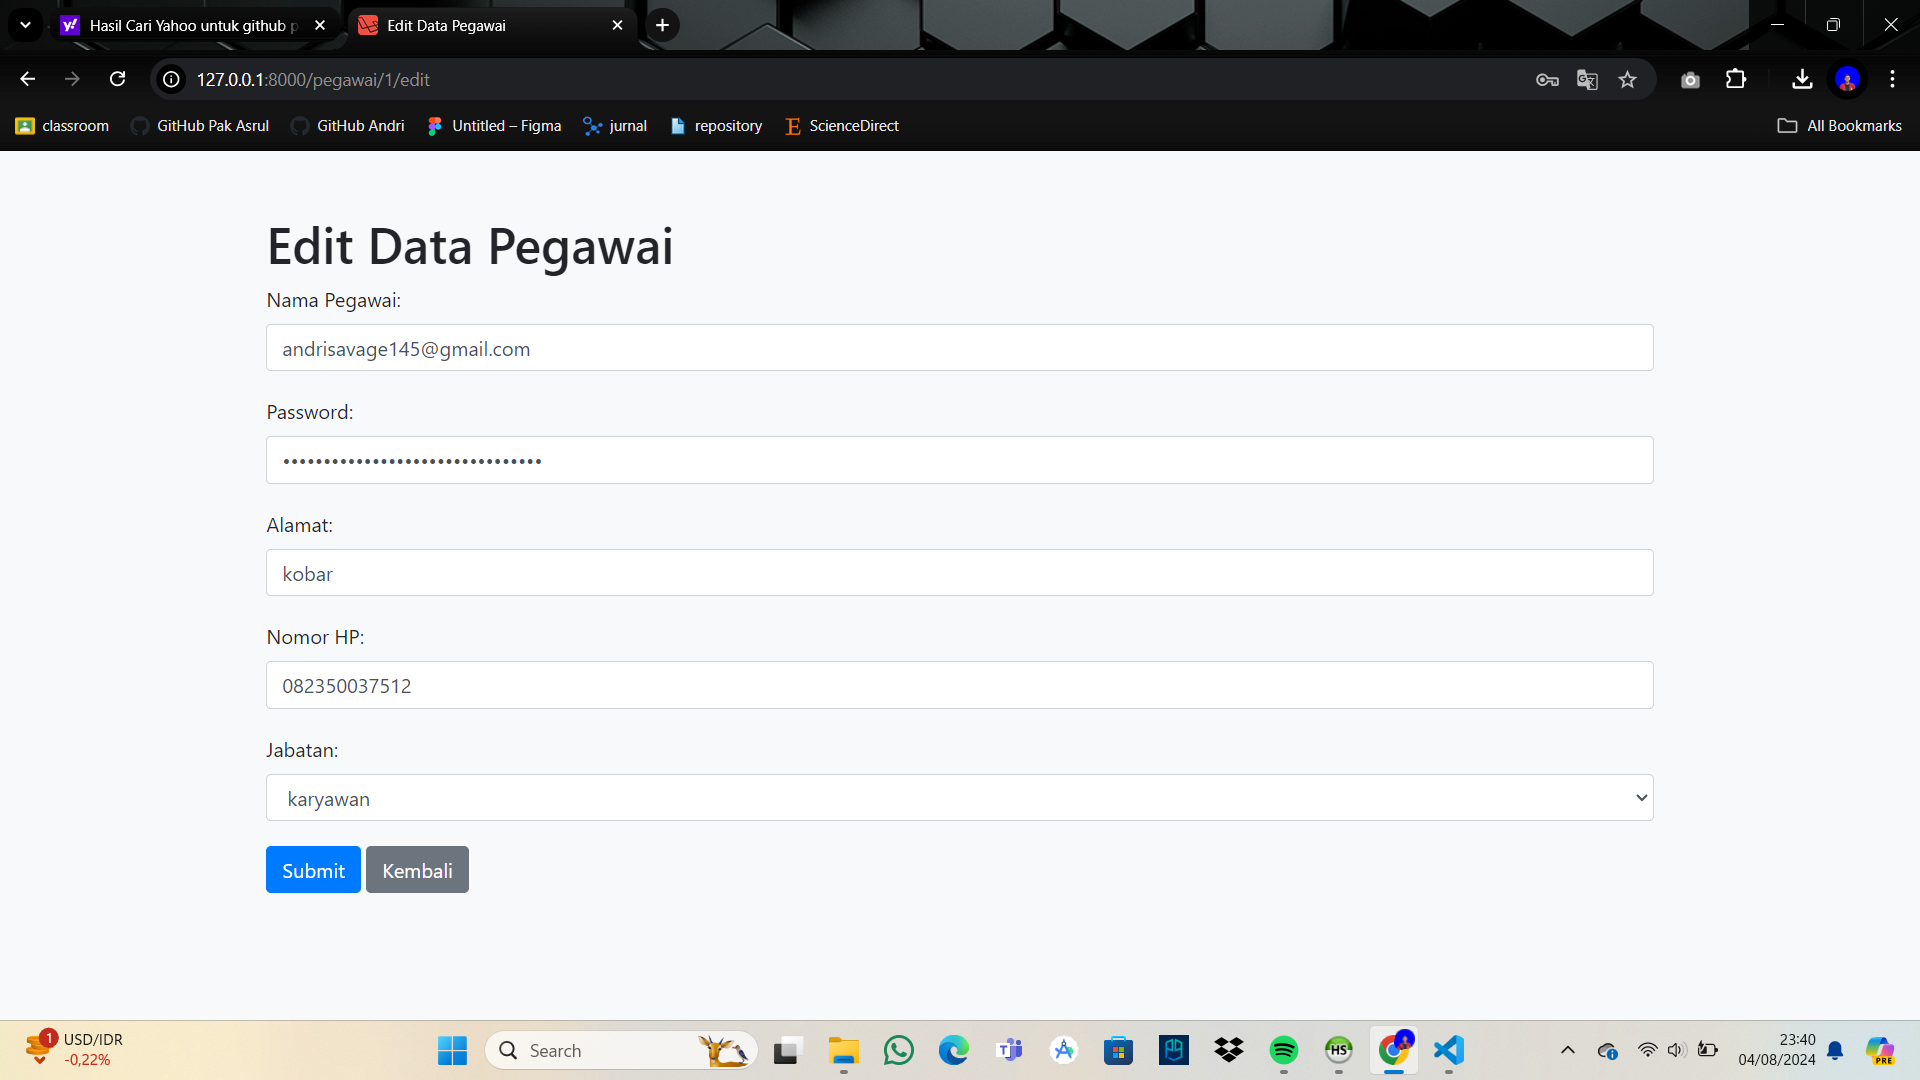 Hasil Cari Yahoo untuk github p
Edit Data Pegawai
127.0.0.1:8000/pegawai/1/edit
classroom
GitHub Pak Asrul
GitHub Andri
Untitled – Figma
jurnal
repository
ScienceDirect
All Bookmarks
Edit Data Pegawai
Nama Pegawai:
andrisavage145@gmail.com
Password:
••••••••••••••••••••••••••••••••
Alamat:
kobar
Nomor HP:
082350037512
Jabatan:
karyawan
Submit
Kembali
1
USD/IDR
-0,22%
Search
HS
23:40
04/08/2024
PRE